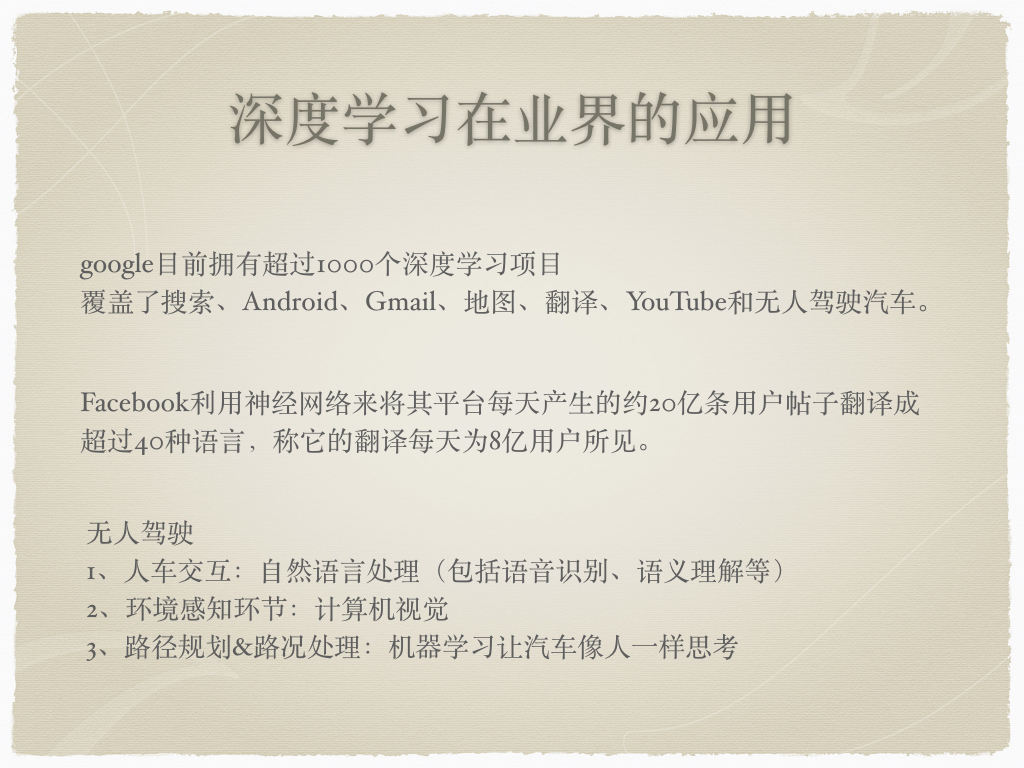 深度学习在业界的应用
google目前拥有超过1000个深度学习项目
覆盖了搜索、Android、Gmail、地图、翻译、YouTube和无人驾驶汽车。
Facebook利用神经网络来将其平台每天产生的约20亿条用户帖子翻译成
超过40种语言，称它的翻译每天为8亿用户所见。
无人驾驶
1、人车交互：自然语言处理（包括语音识别、语义理解等）
2、环境感知环节：计算机视觉
3、路径规划&路况处理：机器学习让汽车像人一样思考